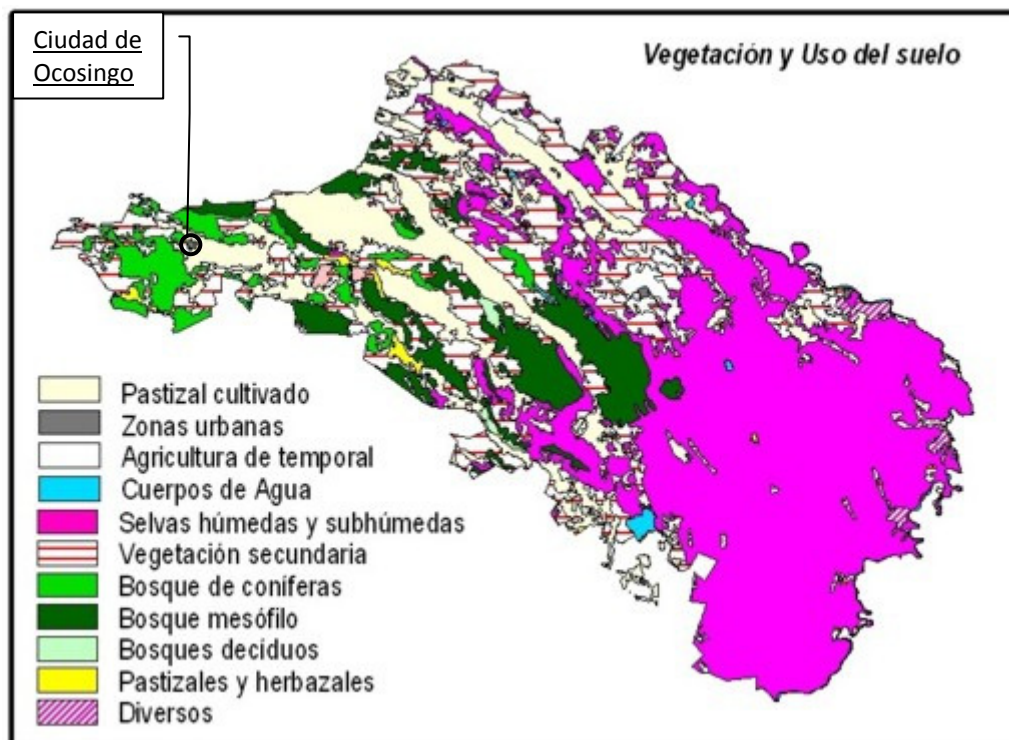 Ciudad de
Ocosingo
Vegetación y Uso del suelo
Pastizal cultivado
Zonas urbanas
Agricultura de temporal
Cuerpos de Agua
Selvas húmedas y subhúmedas
Vegetación secundaria
Bosque de coníferas
Bosque mesófilo
Bosques decíduos
Pastizales y herbazales
Diversos